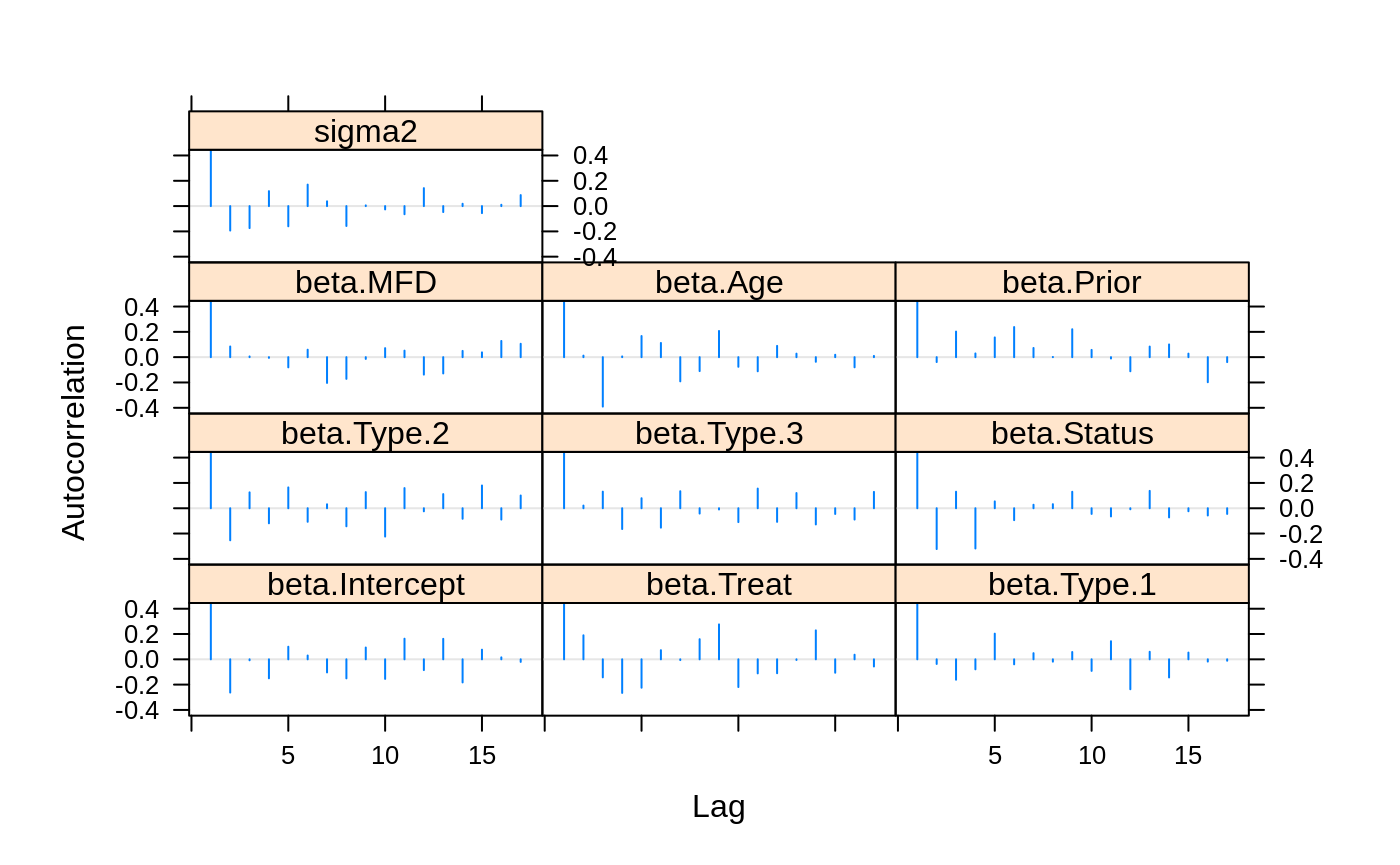 sigma2
0.4
0.2
0.0
-0.2
-0.4
beta.MFD beta.Age beta.Prior
0.4
0.2
0.0
-0.2
-0.4
beta.Type.2 beta.Type.3 beta.Status
0.4
0.2
0.0
-0.2
-0.4
beta.Intercept beta.Treat beta.Type.1
0.4
0.2
0.0
-0.2
-0.4
5 10 15 5 10 15
Lag
Autocorrelation